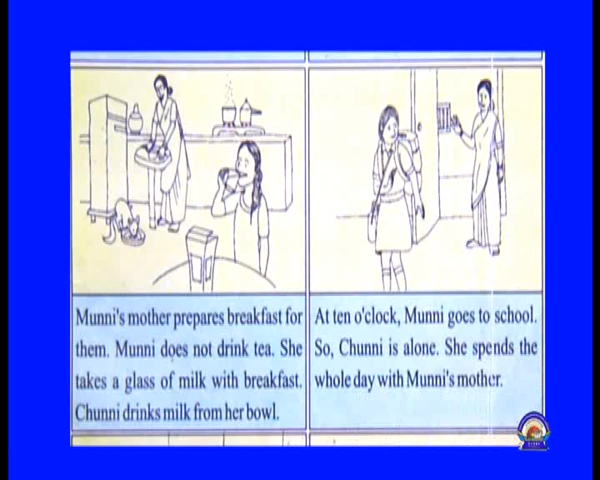 Munni's mother prepares breakfast for
them. Munni does not drink tea. She
takes a glass of milk with breakfast.
Chunni drinks milk from her bowl.
At ten o'clock, Munni goes to school.
So, Chunni is alone. She spends the
whole day with Munni's mother.